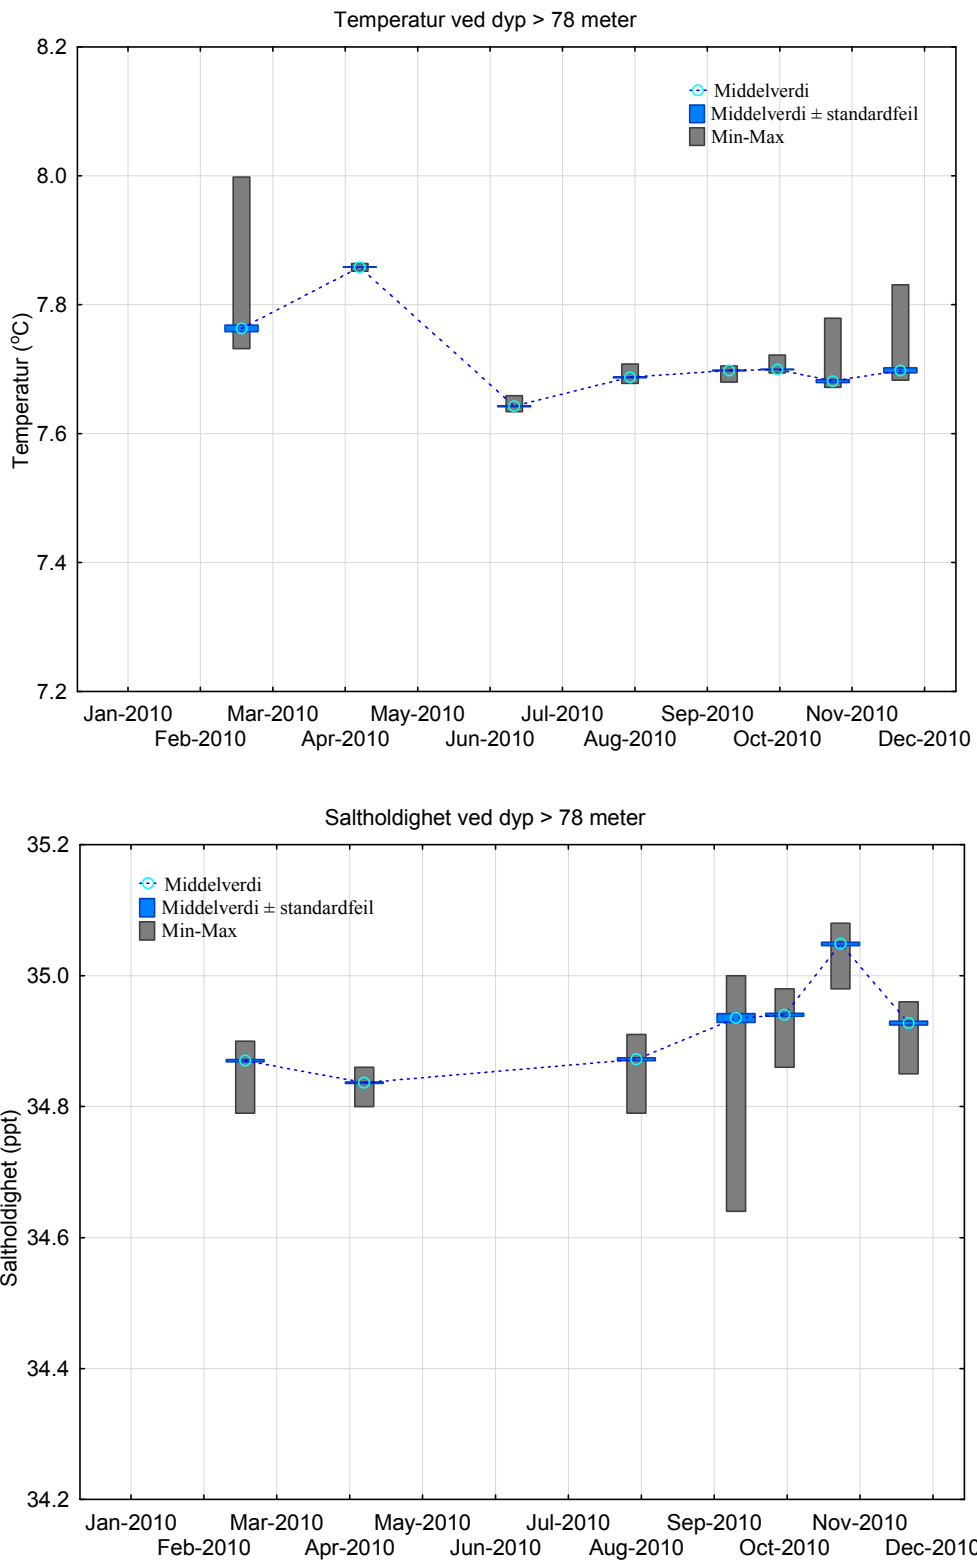 Temperatur ved dyp > 78 meter
8.2
Middelverdi
Middelverdi ± standardfeil
Min-Max
8.0
7.8
7.6
7.4
7.2
Temperatur (°C)
Jan-2010 Mar-2010 May-2010 Jul-2010 Sep-2010 Nov-2010
Feb-2010 Apr-2010 Jun-2010 Aug-2010 Oct-2010 Dec-2010
Saltholdighet ved dyp > 78 meter
35.2
Middelverdi
Middelverdi ± standardfeil
Min-Max
35.0
34.8
34.6
34.4
34.2
Saltholdighet (ppt)
Jan-2010 Mar-2010 May-2010 Jul-2010 Sep-2010 Nov-2010
Feb-2010 Apr-2010 Jun-2010 Aug-2010 Oct-2010 Dec-2010